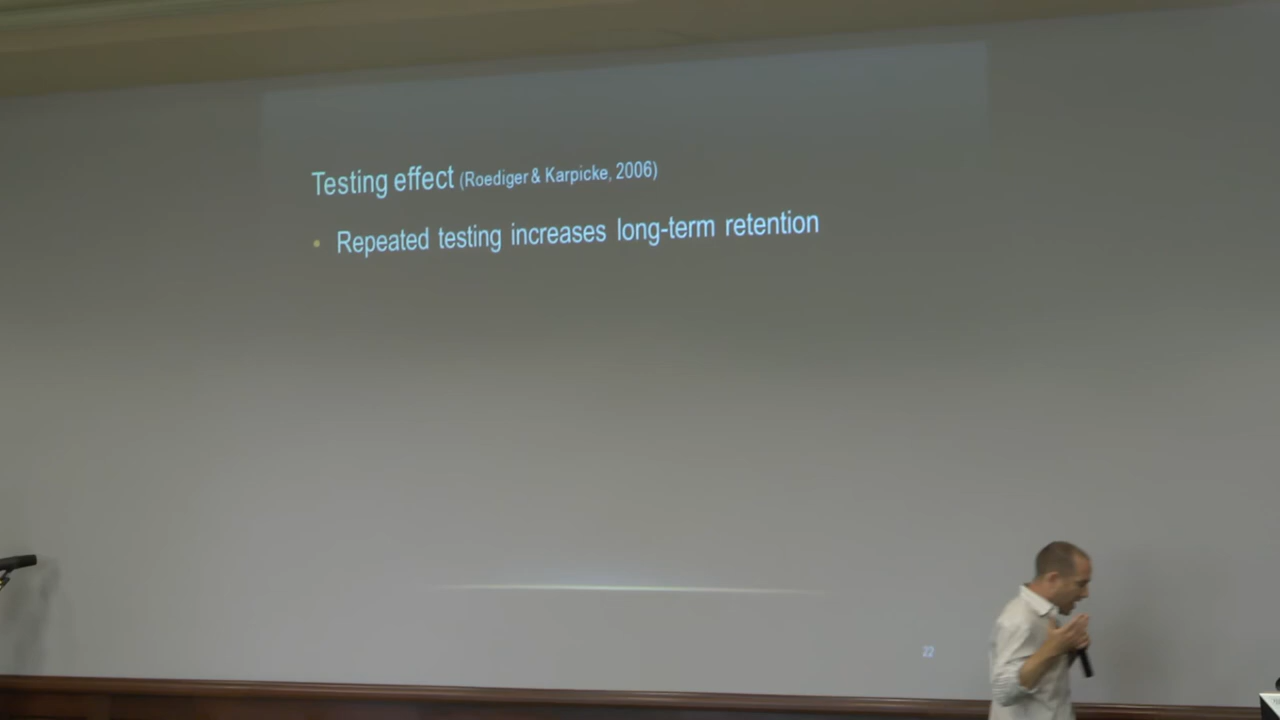 Testing effect (Roediger & Karpicke, 2006)
• Repeated testing increases long-term retention
22